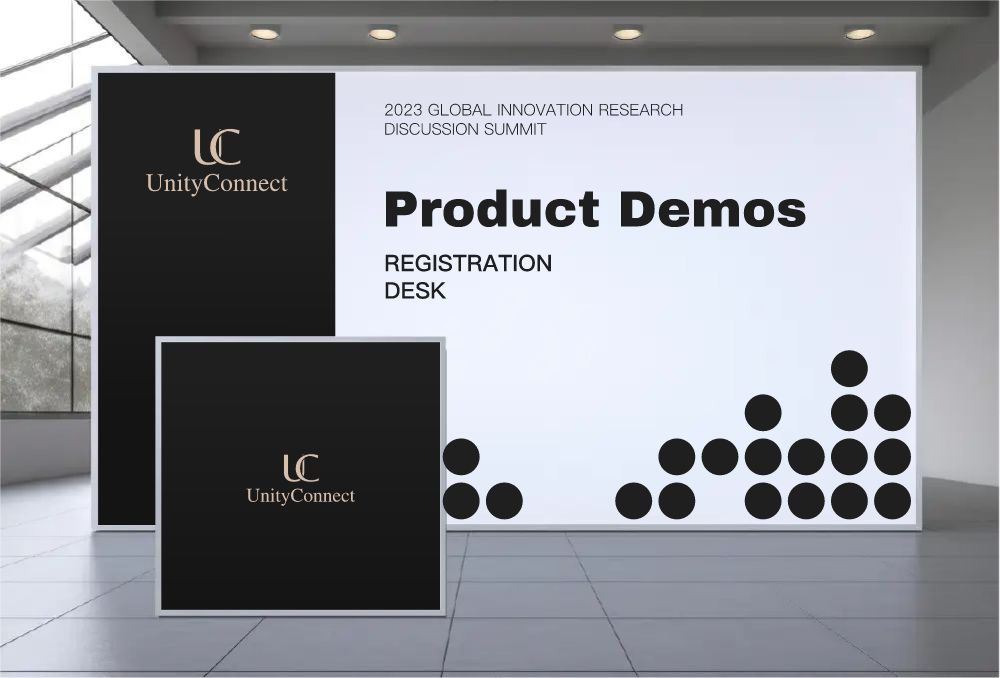 UC
UnityConnect
2023 GLOBAL INNOVATION RESEARCH
DISCUSSION SUMMIT
Product Demos
REGISTRATION
DESK
UC
UnityConnect